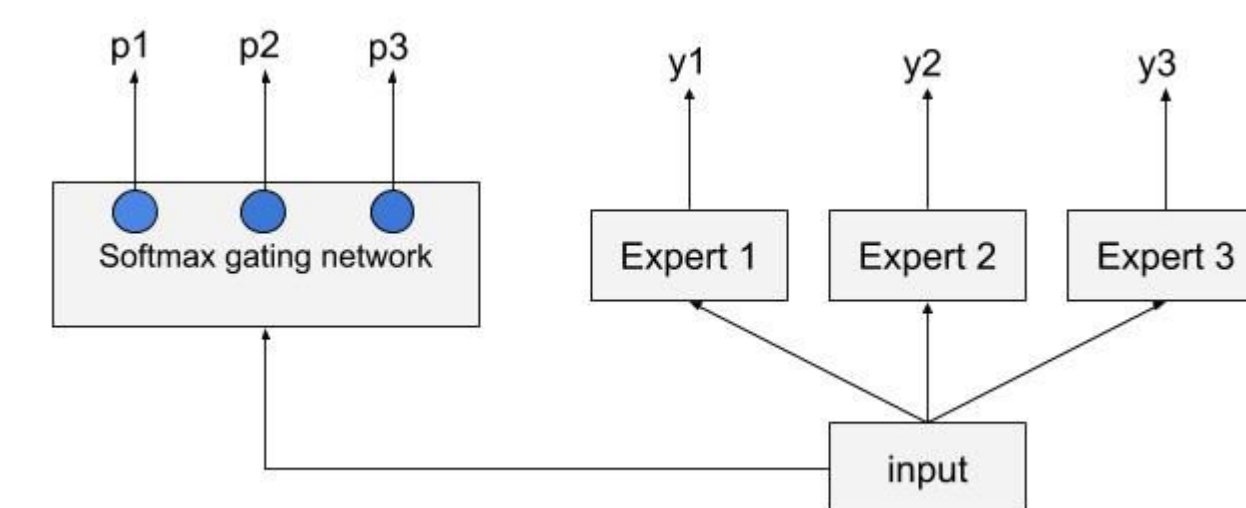 p1 p2 p3
y1 y2 y3
Softmax gating network
Expert 1 Expert 2 Expert 3
input